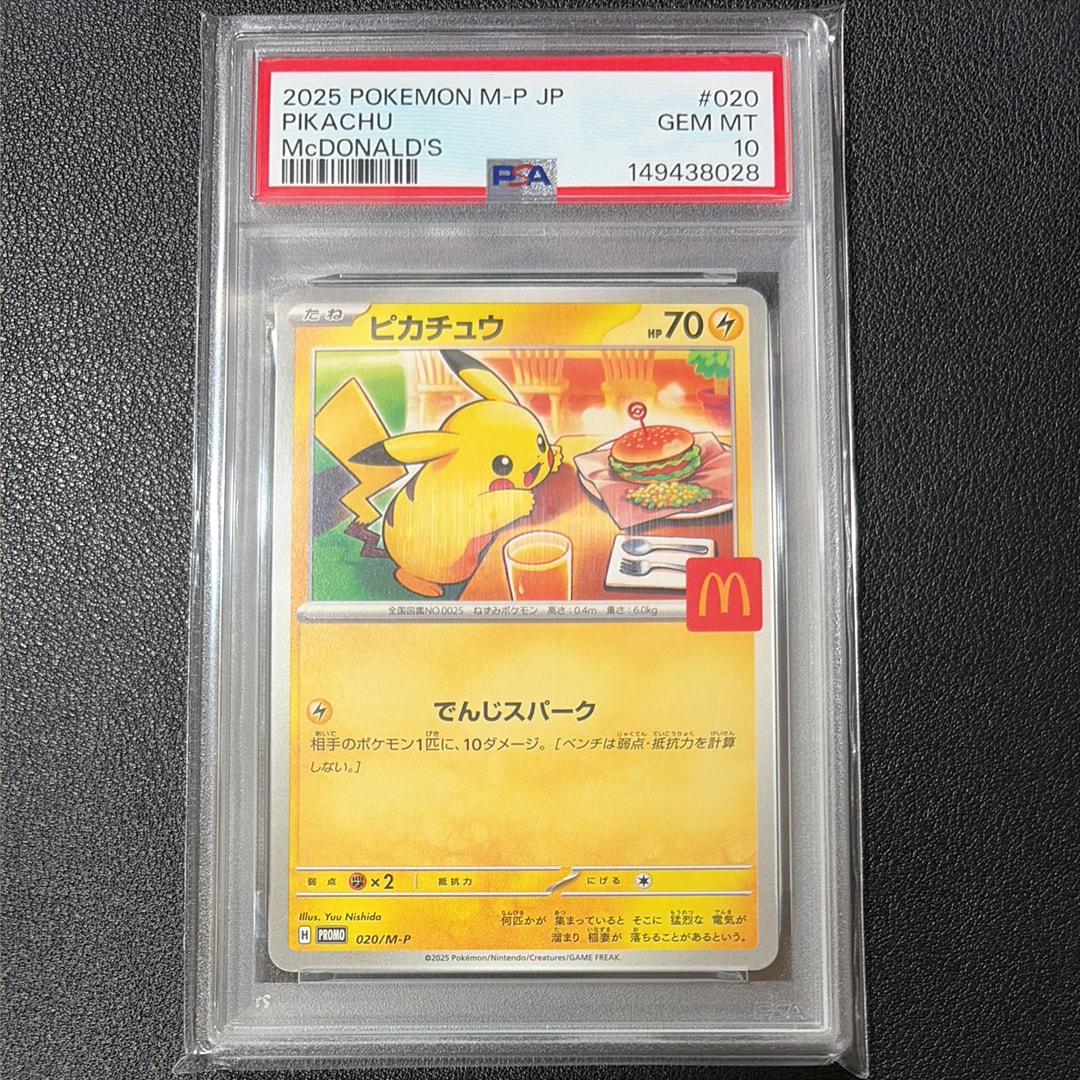 2025 POKEMON M-P JP #020
PIKACHU GEM MT
McDONALD'S 10
PSA 149438028
たね ピカチュウ HP 70
全国図鑑NO.0025 ねずみポケモン 高さ:0.4m 重さ:6.0kg
でんじスパーク
相手のポケモン1匹に、10ダメージ。[ベンチは弱点・抵抗力を計算
しない。]
弱点 ×2 抵抗力 にげる
Illus. Yuu Nishida
何匹かが 集まっていると そこに 猛烈な 電気が
溜まり 稲妻が 落ちることがあるという。
H PROMO 020/M-P
©2025 Pokémon/Nintendo/Creatures/GAME FREAK.
PSA